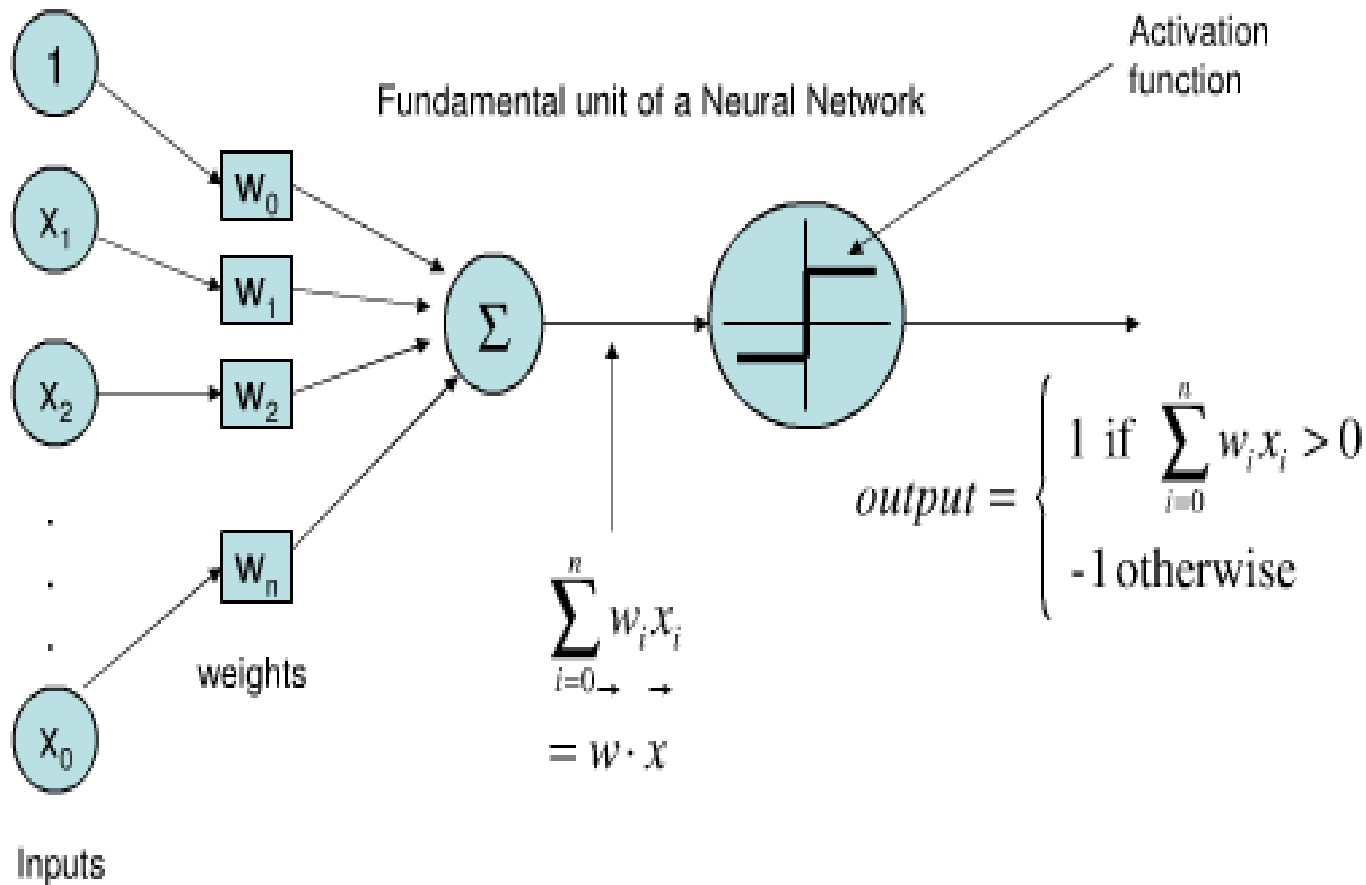 Activation
function
1
Fundamental unit of a Neural Network
W₀
X₁
W₁
Σ
X₂
W₂
.
.
.
Wₙ
weights
X₀
Inputs
n
∑ wᵢxᵢ
i=0
→ →
= w · x
output = { 1 if n∑i=0 wᵢxᵢ > 0
-1 otherwise